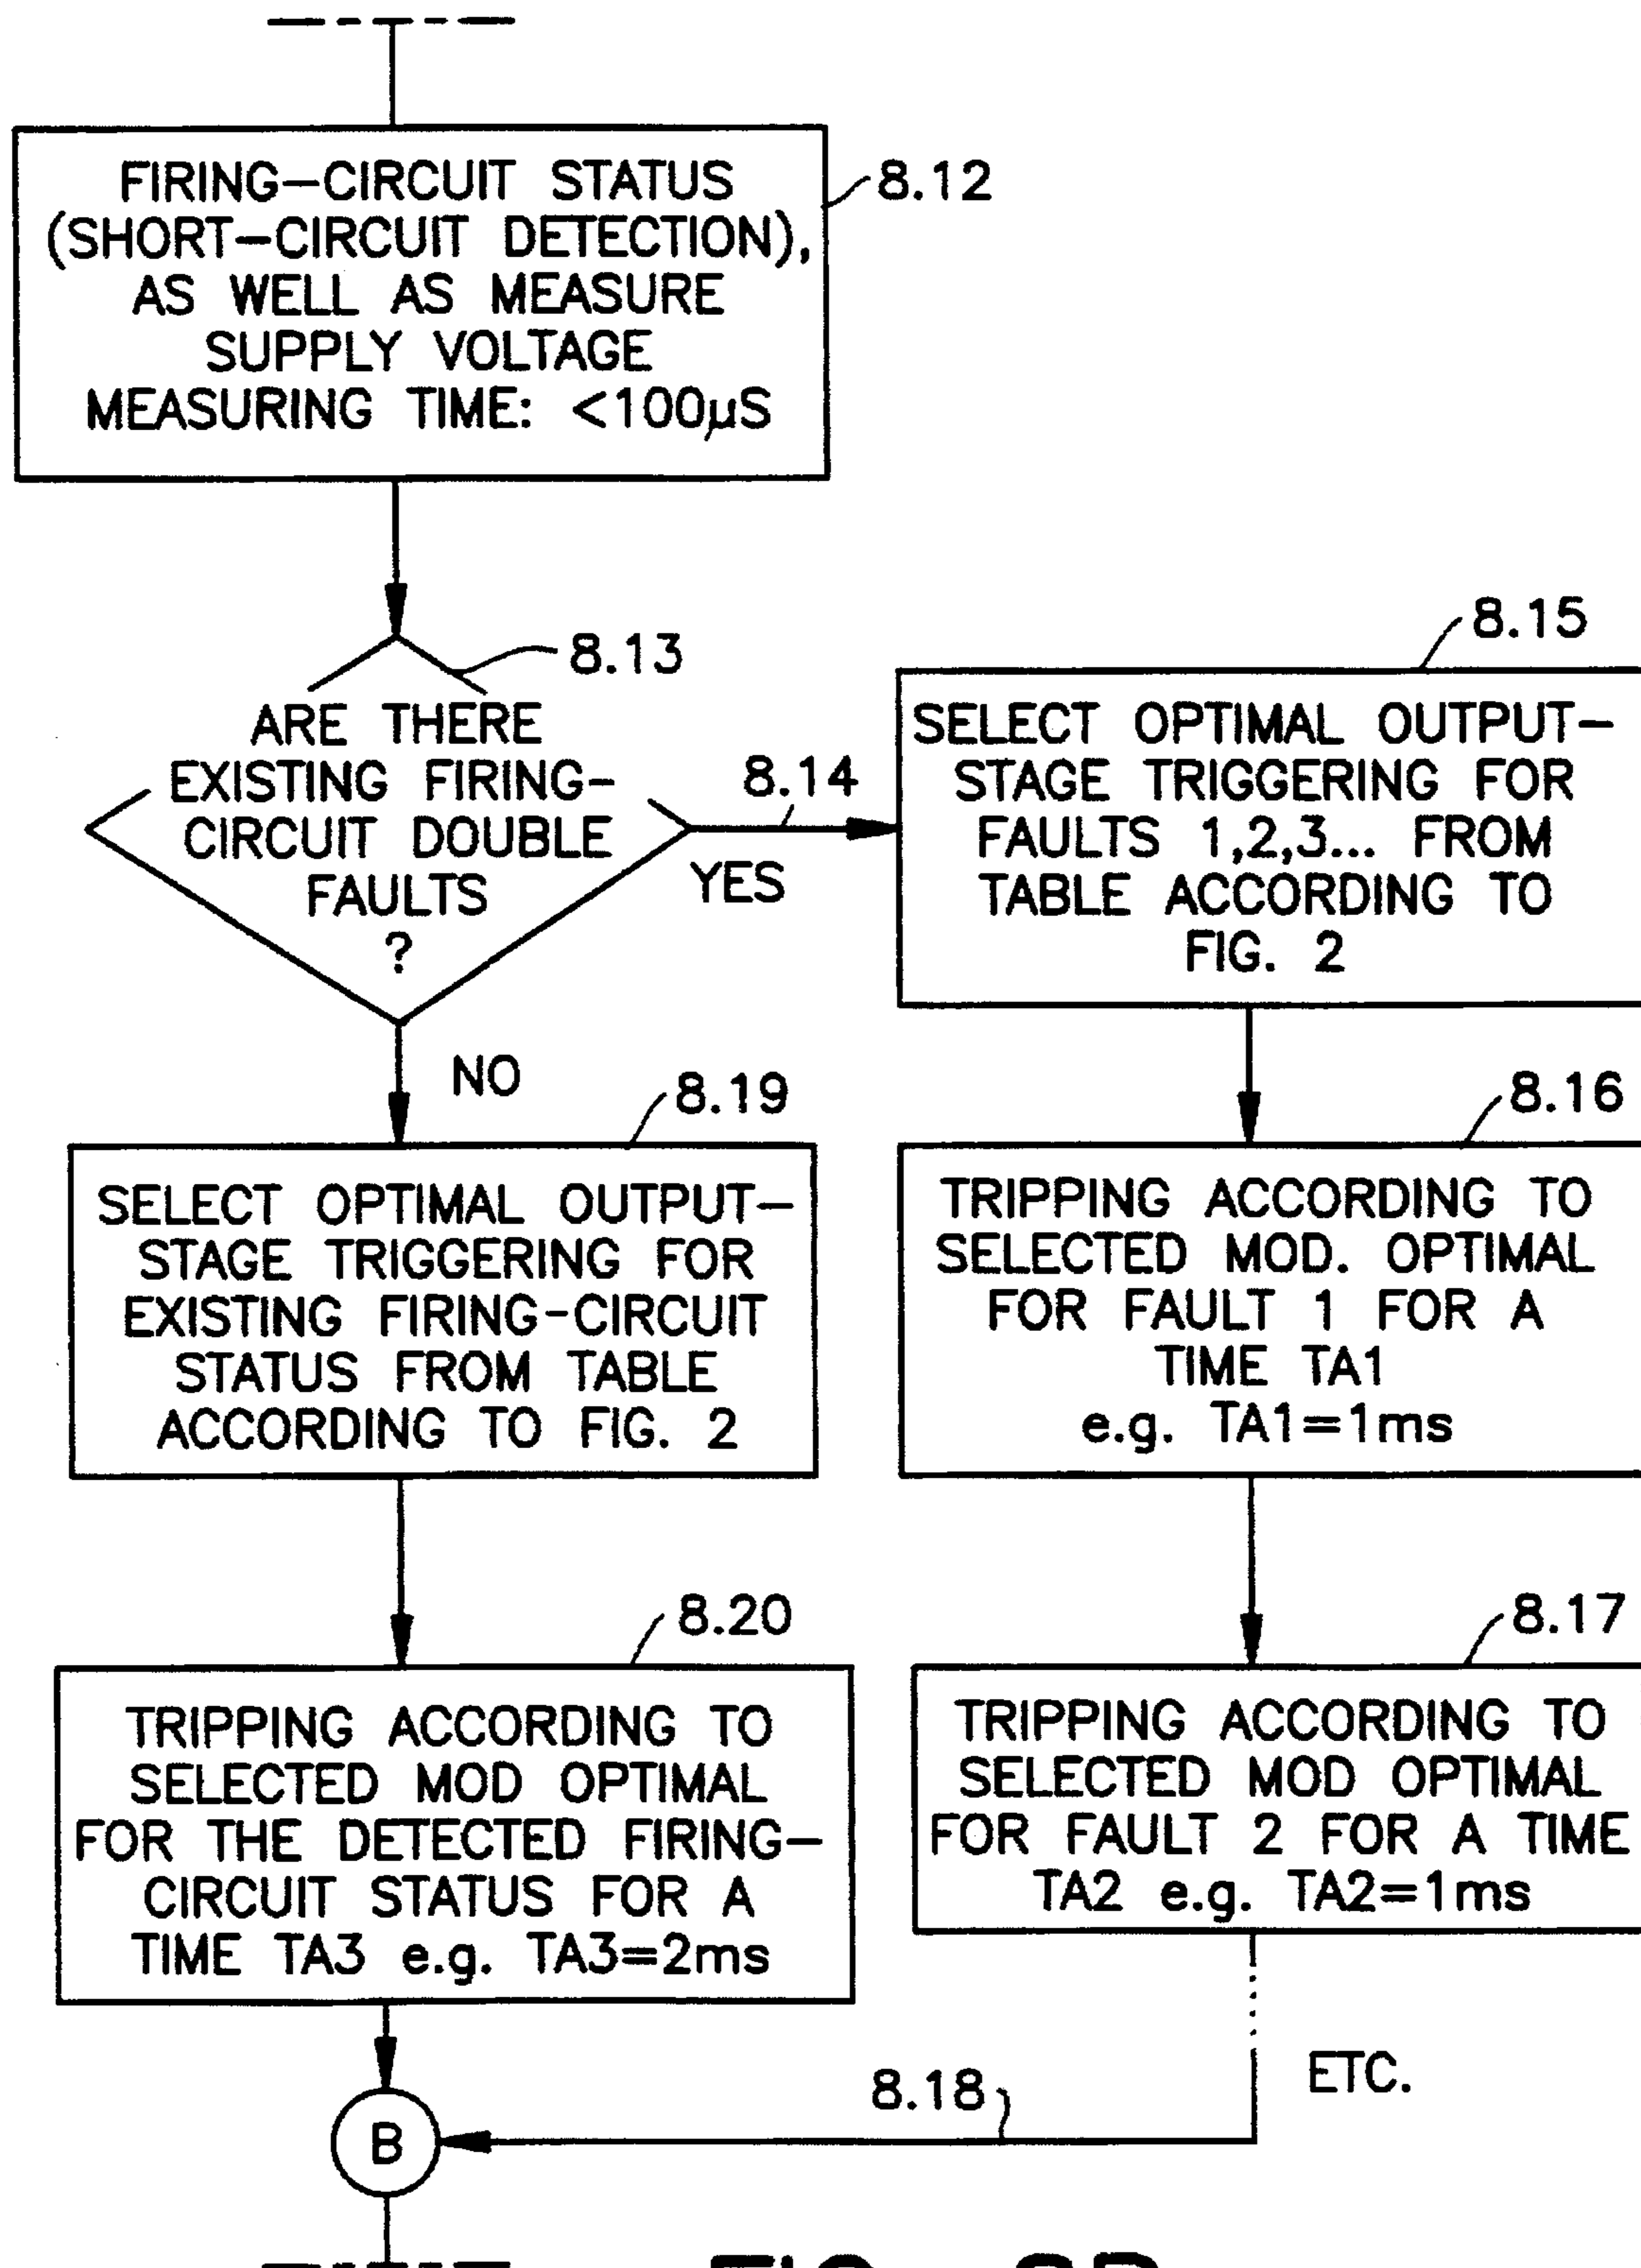 FIRING-CIRCUIT STATUS
(SHORT-CIRCUIT DETECTION),
AS WELL AS MEASURE
SUPPLY VOLTAGE
MEASURING TIME: <100µS
8.12
8.13
ARE THERE
EXISTING FIRING-
CIRCUIT DOUBLE
FAULTS
?
8.14
YES
8.15
SELECT OPTIMAL OUTPUT-
STAGE TRIGGERING FOR
FAULTS 1,2,3... FROM
TABLE ACCORDING TO
FIG. 2
NO
8.19
SELECT OPTIMAL OUTPUT-
STAGE TRIGGERING FOR
EXISTING FIRING-CIRCUIT
STATUS FROM TABLE
ACCORDING TO FIG. 2
8.16
TRIPPING ACCORDING TO
SELECTED MOD. OPTIMAL
FOR FAULT 1 FOR A
TIME TA1
e.g. TA1=1ms
8.20
TRIPPING ACCORDING TO
SELECTED MOD OPTIMAL
FOR THE DETECTED FIRING-
CIRCUIT STATUS FOR A
TIME TA3 e.g. TA3=2ms
8.17
TRIPPING ACCORDING TO
SELECTED MOD OPTIMAL
FOR FAULT 2 FOR A TIME
TA2 e.g. TA2=1ms
ETC.
8.18
B